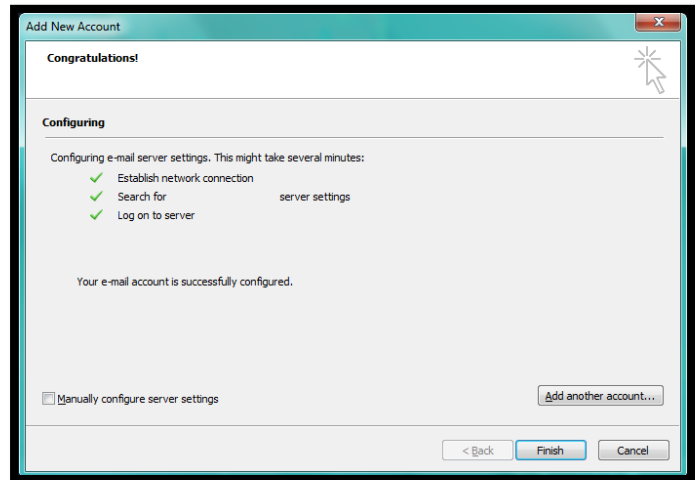 Add New Account
Congratulations!
Configuring
Configuring e-mail server settings. This might take several minutes:
Establish network connection
Search for server settings
Log on to server
Your e-mail account is successfully configured.
Manually configure server settings
Add another account...
< Back Finish Cancel